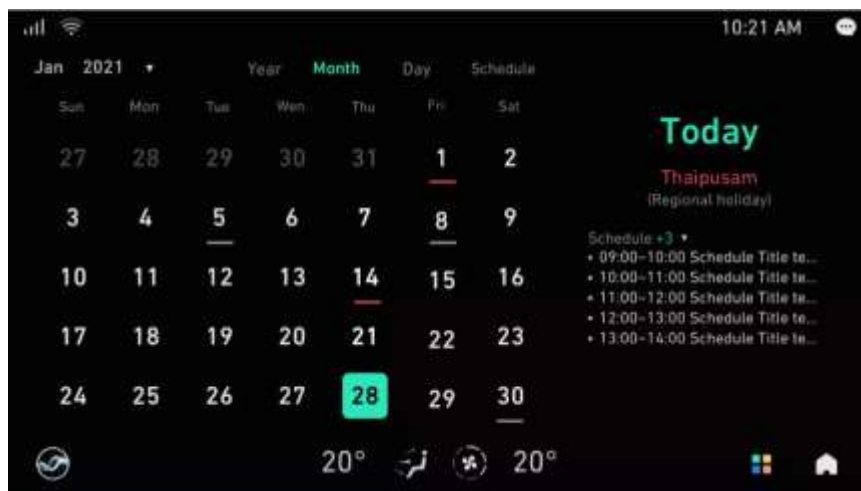 10:21 AM
Jan 2021
Year Month Day Schedule
Sun Mon Tue Wen Thu Fri Sat
27 28 29 30 31 1 2
3 4 5 6 7 8 9
10 11 12 13 14 15 16
17 18 19 20 21 22 23
24 25 26 27 28 29 30
Today
Thaipusam
(Regional holiday)
Schedule +3
• 09:00-10:00 Schedule Title te...
• 10:00-11:00 Schedule Title te...
• 11:00-12:00 Schedule Title te...
• 12:00-13:00 Schedule Title te...
• 13:00-14:00 Schedule Title te...
20° 20°